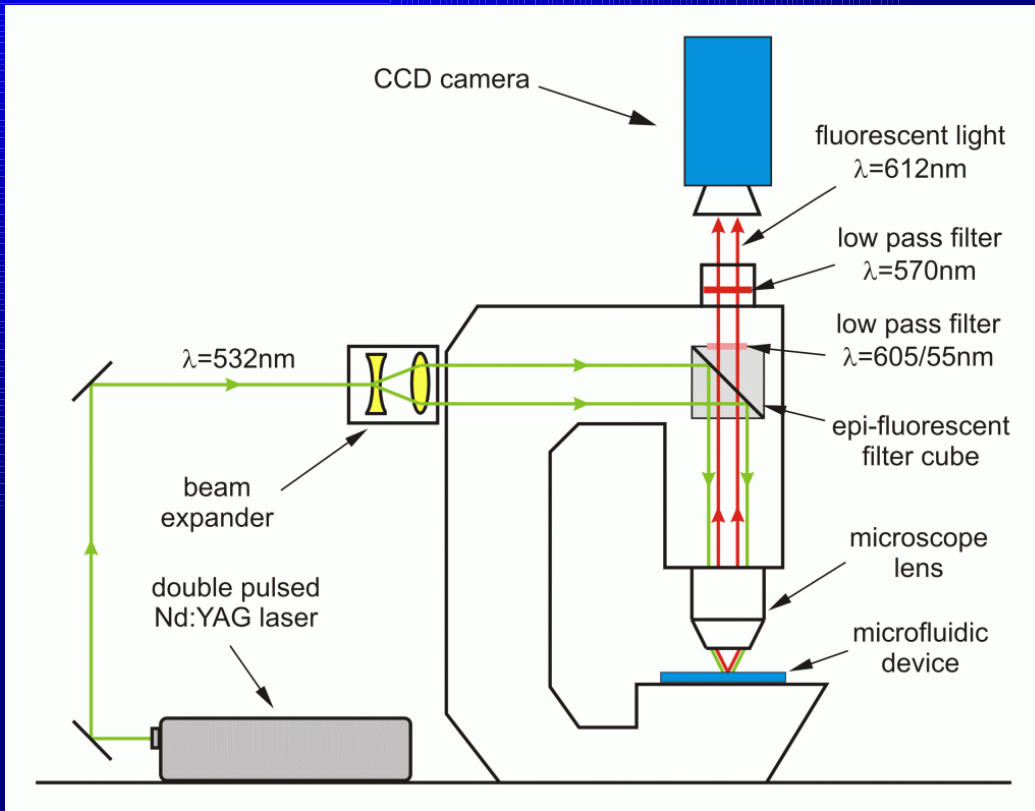 CCD camera
fluorescent light
λ=612nm
low pass filter
λ=570nm
low pass filter
λ=605/55nm
λ=532nm
epi-fluorescent
filter cube
beam
expander
microscope
lens
double pulsed
Nd:YAG laser
microfluidic
device